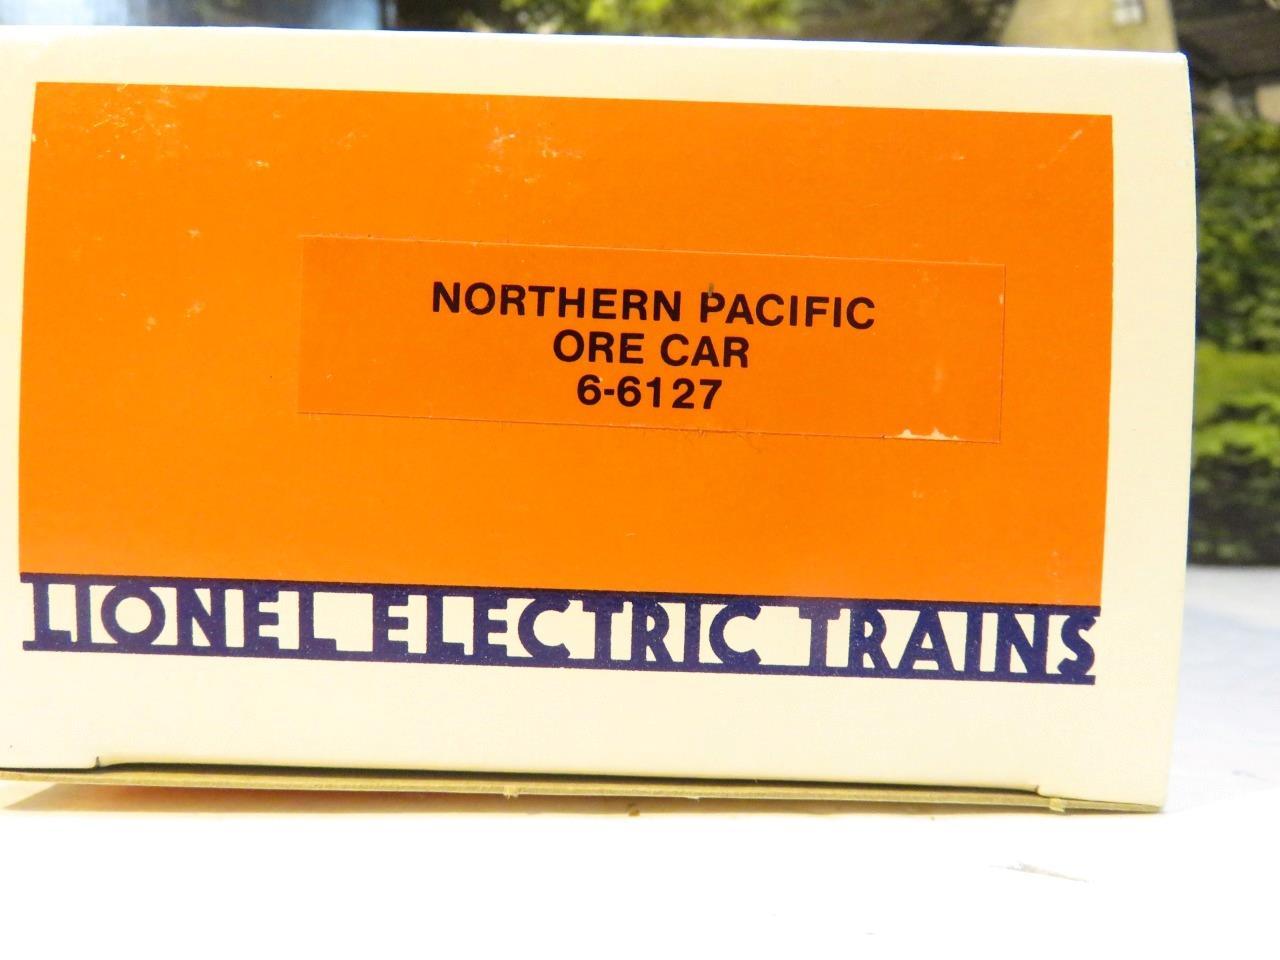 NORTHERN PACIFIC
ORE CAR
6-6127
LIONEL ELECTRIC TRAINS